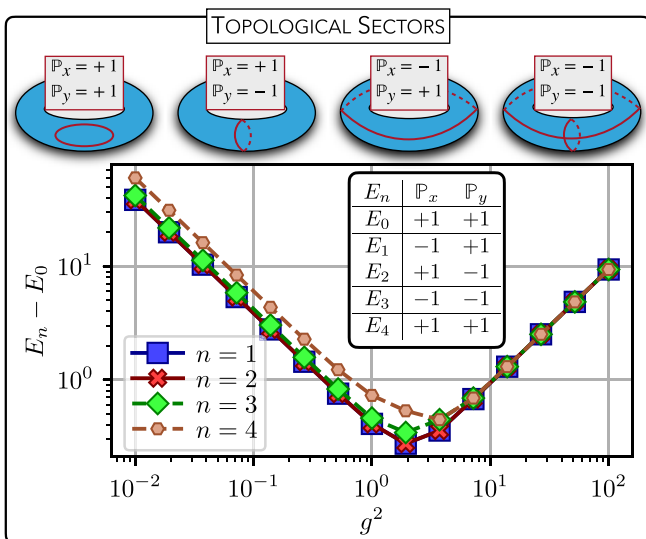 TOPOLOGICAL SECTORS
ℙx = + 1
ℙy = + 1
ℙx = + 1
ℙy = − 1
ℙx = − 1
ℙy = + 1
ℙx = − 1
ℙy = − 1
En ℙx ℙy
E0 +1 +1
E1 −1 +1
E2 +1 −1
E3 −1 −1
E4 +1 +1
10^1
10^0
En − E0
n = 1
n = 2
n = 3
n = 4
10^−2 10^−1 10^0 10^1 10^2
g^2